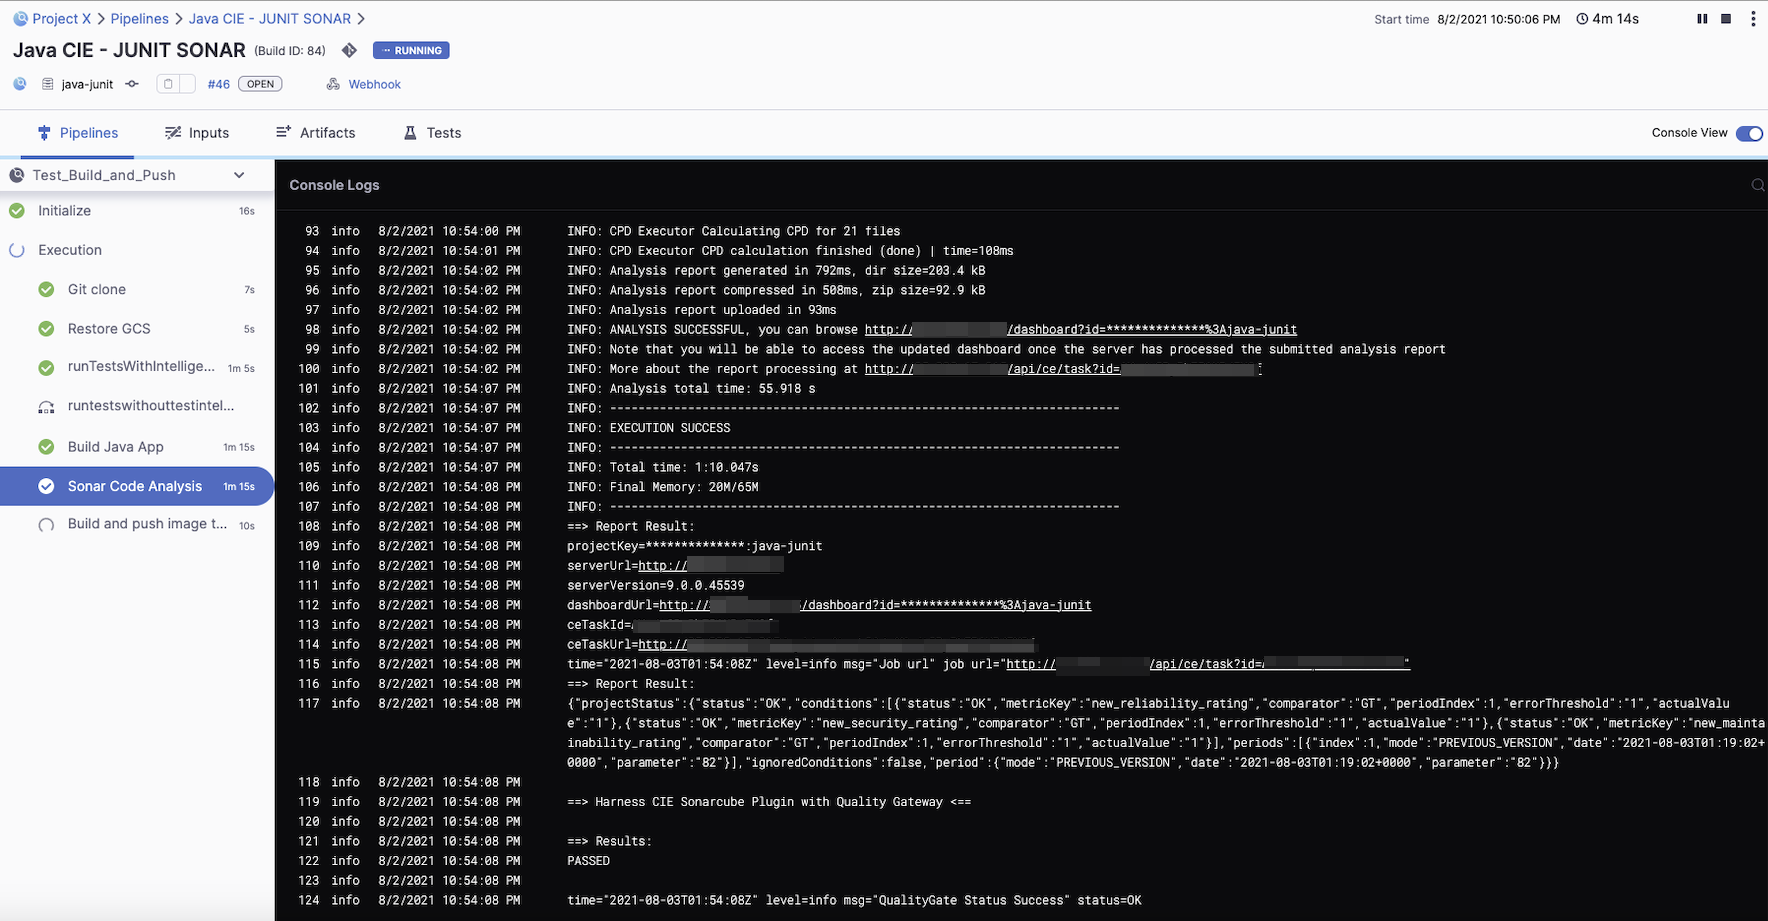 Project X > Pipelines > Java CIE - JUNIT SONAR >
Start time 8/2/2021 10:50:06 PM 4m 14s
Java CIE - JUNIT SONAR (Build ID: 84) RUNNING
java-junit #46 OPEN Webhook
Pipelines Inputs Artifacts Tests
Console View
Test_Build_and_Push
Initialize 16s
Execution
Git clone 7s
Restore GCS 5s
runTestsWithIntellige... 1m 5s
runtestswithouttestintel...
Build Java App 1m 15s
Sonar Code Analysis 1m 15s
Build and push image t... 10s
Console Logs
93 info 8/2/2021 10:54:00 PM INFO: CPD Executor Calculating CPD for 21 files
94 info 8/2/2021 10:54:01 PM INFO: CPD Executor CPD calculation finished (done) | time=108ms
95 info 8/2/2021 10:54:02 PM INFO: Analysis report generated in 792ms, dir size=203.4 kB
96 info 8/2/2021 10:54:02 PM INFO: Analysis report compressed in 508ms, zip size=92.9 kB
97 info 8/2/2021 10:54:02 PM INFO: Analysis report uploaded in 93ms
98 info 8/2/2021 10:54:02 PM INFO: ANALYSIS SUCCESSFUL, you can browse http:// /dashboard?id=**************%3Ajava-junit
99 info 8/2/2021 10:54:02 PM INFO: Note that you will be able to access the updated dashboard once the server has processed the submitted analysis report
100 info 8/2/2021 10:54:02 PM INFO: More about the report processing at http:// /api/ce/task?id=
101 info 8/2/2021 10:54:07 PM INFO: Analysis total time: 55.918 s
102 info 8/2/2021 10:54:07 PM INFO: ------------------------------------------------------------------------
103 info 8/2/2021 10:54:07 PM INFO: EXECUTION SUCCESS
104 info 8/2/2021 10:54:07 PM INFO: ------------------------------------------------------------------------
105 info 8/2/2021 10:54:07 PM INFO: Total time: 1:10.047s
106 info 8/2/2021 10:54:08 PM INFO: Final Memory: 20M/65M
107 info 8/2/2021 10:54:08 PM INFO: ------------------------------------------------------------------------
108 info 8/2/2021 10:54:08 PM ==> Report Result:
109 info 8/2/2021 10:54:08 PM projectKey=**************:java-junit
110 info 8/2/2021 10:54:08 PM serverUrl=http://
111 info 8/2/2021 10:54:08 PM serverVersion=9.0.0.45539
112 info 8/2/2021 10:54:08 PM dashboardUrl=http:// /dashboard?id=**************%3Ajava-junit
113 info 8/2/2021 10:54:08 PM ceTaskId=
114 info 8/2/2021 10:54:08 PM ceTaskUrl=http://
115 info 8/2/2021 10:54:08 PM time="2021-08-03T01:54:08Z" level=info msg="Job url" job url="http:// /api/ce/task?id= "
116 info 8/2/2021 10:54:08 PM ==> Report Result:
117 info 8/2/2021 10:54:08 PM {"projectStatus":{"status":"OK","conditions":[{"status":"OK","metricKey":"new_reliability_rating","comparator":"GT","periodIndex":1,"errorThreshold":"1","actualValu
e":"1"},{"status":"OK","metricKey":"new_security_rating","comparator":"GT","periodIndex":1,"errorThreshold":"1","actualValue":"1"},{"status":"OK","metricKey":"new_mainta
inability_rating","comparator":"GT","periodIndex":1,"errorThreshold":"1","actualValue":"1"}],"periods":[{"index":1,"mode":"PREVIOUS_VERSION","date":"2021-08-03T01:19:02+
0000","parameter":"82"}],"ignoredConditions":false,"period":{"mode":"PREVIOUS_VERSION","date":"2021-08-03T01:19:02+0000","parameter":"82"}}}
118 info 8/2/2021 10:54:08 PM
119 info 8/2/2021 10:54:08 PM ==> Harness CIE Sonarcube Plugin with Quality Gateway <==
120 info 8/2/2021 10:54:08 PM
121 info 8/2/2021 10:54:08 PM ==> Results:
122 info 8/2/2021 10:54:08 PM PASSED
123 info 8/2/2021 10:54:08 PM
124 info 8/2/2021 10:54:08 PM time="2021-08-03T01:54:08Z" level=info msg="QualityGate Status Success" status=OK